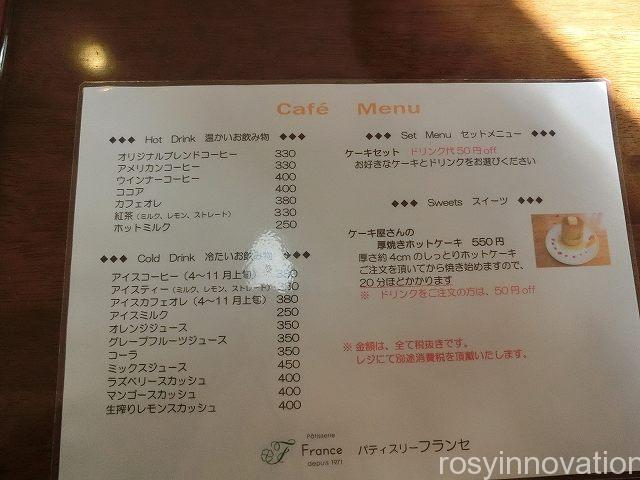 Café Menu
◆◆◆ Hot Drink 温かいお飲み物 ◆◆◆
オリジナルブレンドコーヒー 330
アメリカンコーヒー 330
ウインナーコーヒー 400
ココア 400
カフェオレ 380
紅茶（ミルク、レモン、ストレート） 330
ホットミルク 250
◆◆◆ Cold Drink 冷たいお飲み物 ◆◆◆
アイスコーヒー（4～11月上旬）
アイスティー（ミルク、レモン、ストレート）
アイスカフェオレ（4～11月上旬） 380
アイスミルク 250
オレンジジュース 350
グレープフルーツジュース 350
コーラ 350
ミックスジュース 450
ラズベリースカッシュ 400
マンゴースカッシュ 400
生搾りレモンスカッシュ 400
◆◆◆ Set Menu セットメニュー ◆◆◆
ケーキセット ドリンク代50円off
お好きなケーキとドリンクをお選びください
◆◆◆ Sweets スイーツ ◆◆◆
ケーキ屋さんの
厚焼きホットケーキ 550円
厚さ約4cmのしっとりホットケーキ
ご注文を頂いてから焼き始めますので、
20分ほどかかります
※ ドリンクをご注文の方は、50円off
※ 金額は、全て税抜きです。
レジにて別途消費税を頂戴いたします。
Pâtisserie
France パティスリーフランセ
depuis 1971
rosyinnovation